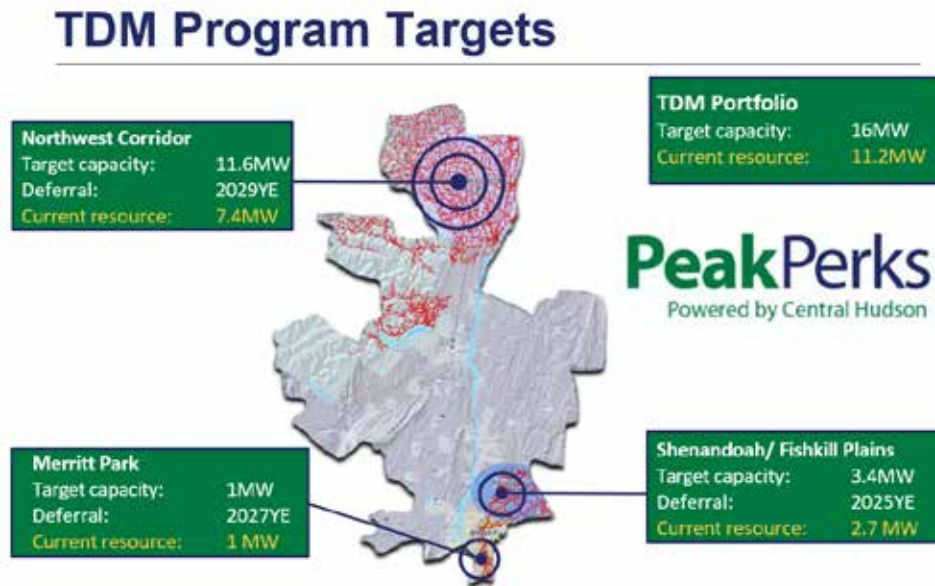 TDM Program Targets
Northwest Corridor
Target capacity: 11.6MW
Deferral: 2029YE
Current resource: 7.4MW
TDM Portfolio
Target capacity: 16MW
Current resource: 11.2MW
PeakPerks
Powered by Central Hudson
Merritt Park
Target capacity: 1MW
Deferral: 2027YE
Current resource: 1 MW
Shenandoah/ Fishkill Plains
Target capacity: 3.4MW
Deferral: 2025YE
Current resource: 2.7 MW